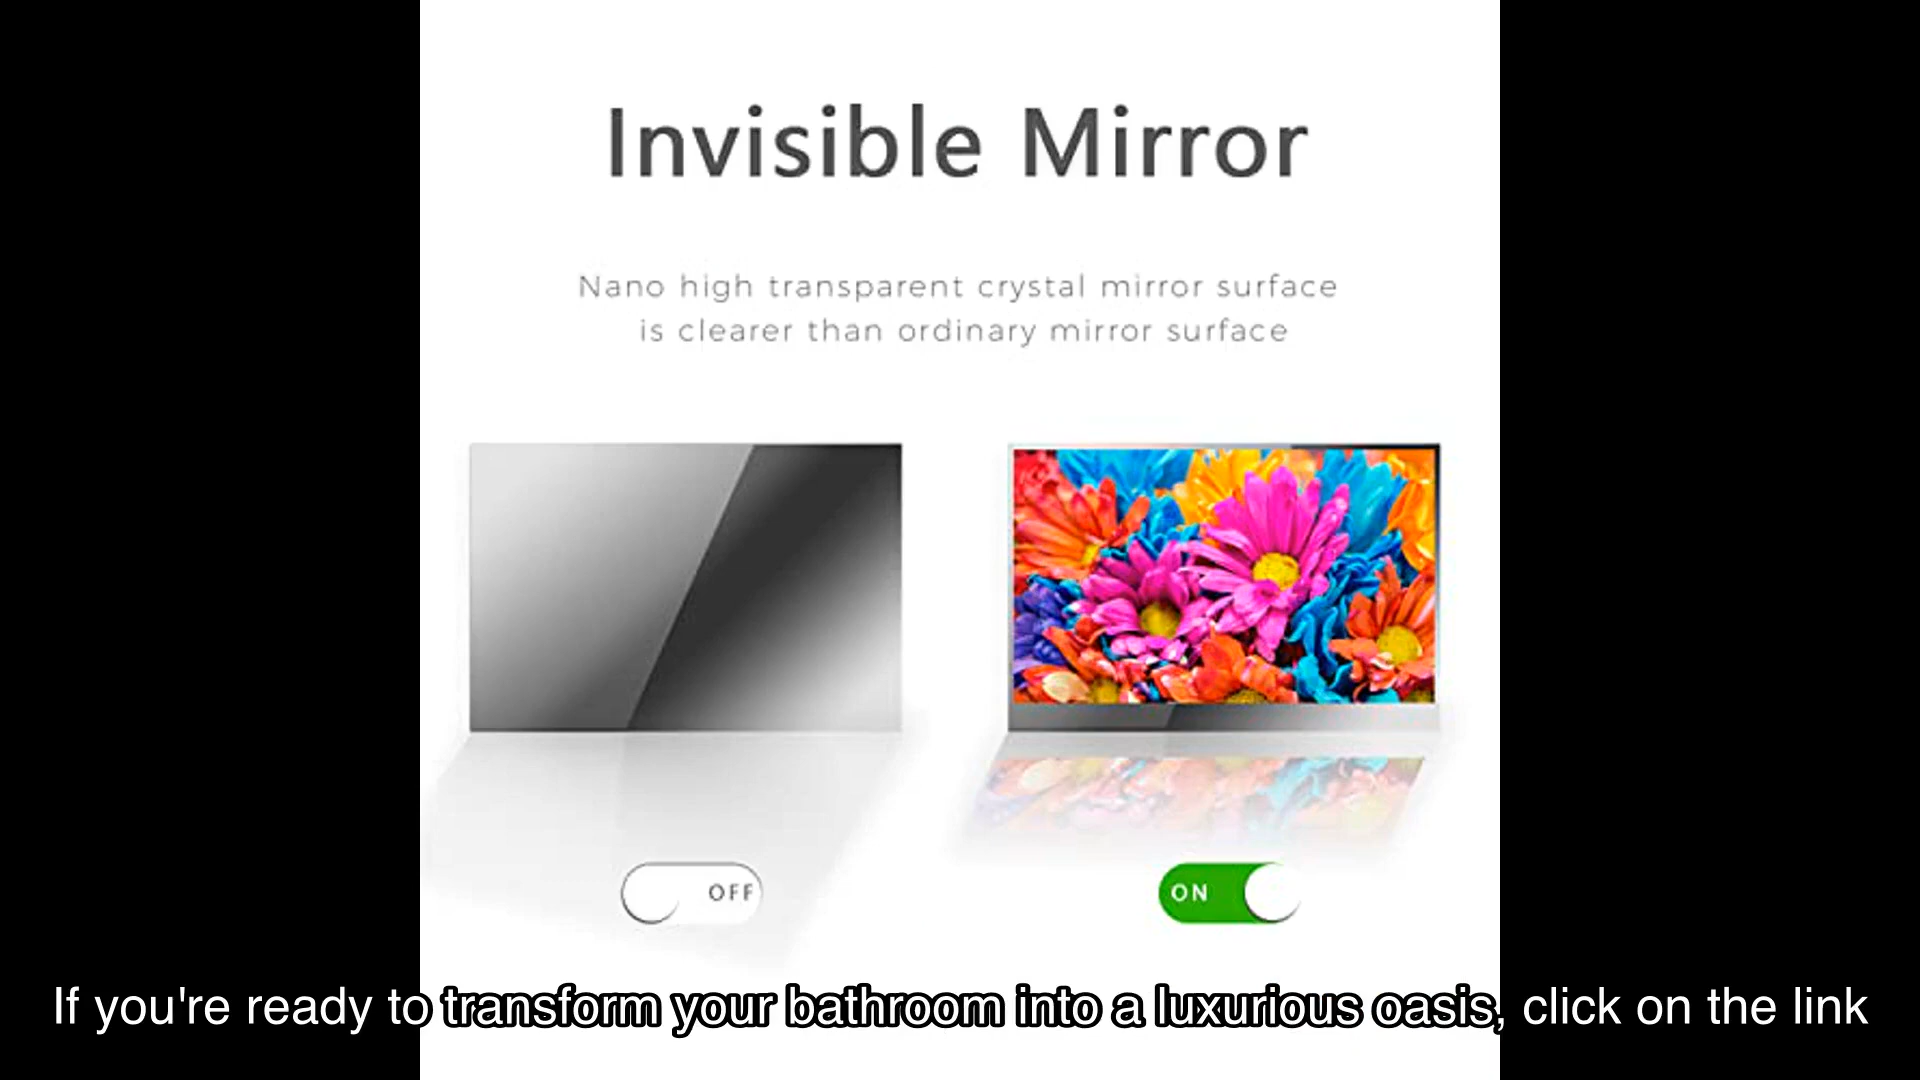 Invisible Mirror
Nano high transparent crystal mirror surface
is clearer than ordinary mirror surface
OFF
ON
If you're ready to transform your bathroom into a luxurious oasis, click on the link